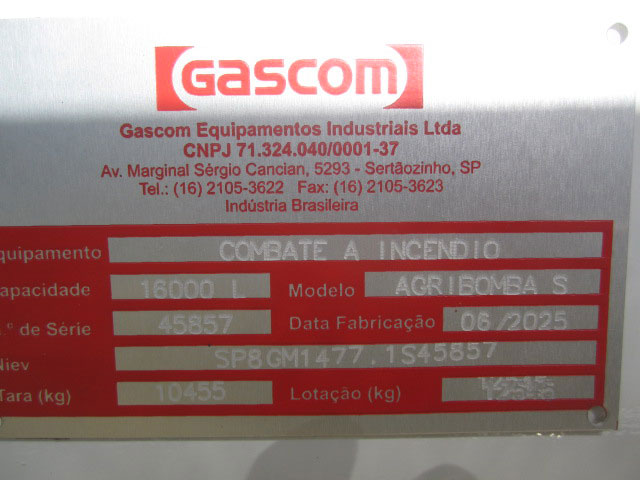 GASCOM
Gascom Equipamentos Industriais Ltda
CNPJ 71.324.040/0001-37
Av. Marginal Sérgio Cancian, 5293 - Sertãozinho, SP
Tel.: (16) 2105-3622 Fax: (16) 2105-3623
Indústria Brasileira
quipamento COMBATE A INCENDIO
apacidade 16000 L Modelo AGRIBOMBA S
.º de Série 45857 Data Fabricação 06/2025
Niev SP8GM1477.1S45857
Tara (kg) 10455 Lotação (kg)